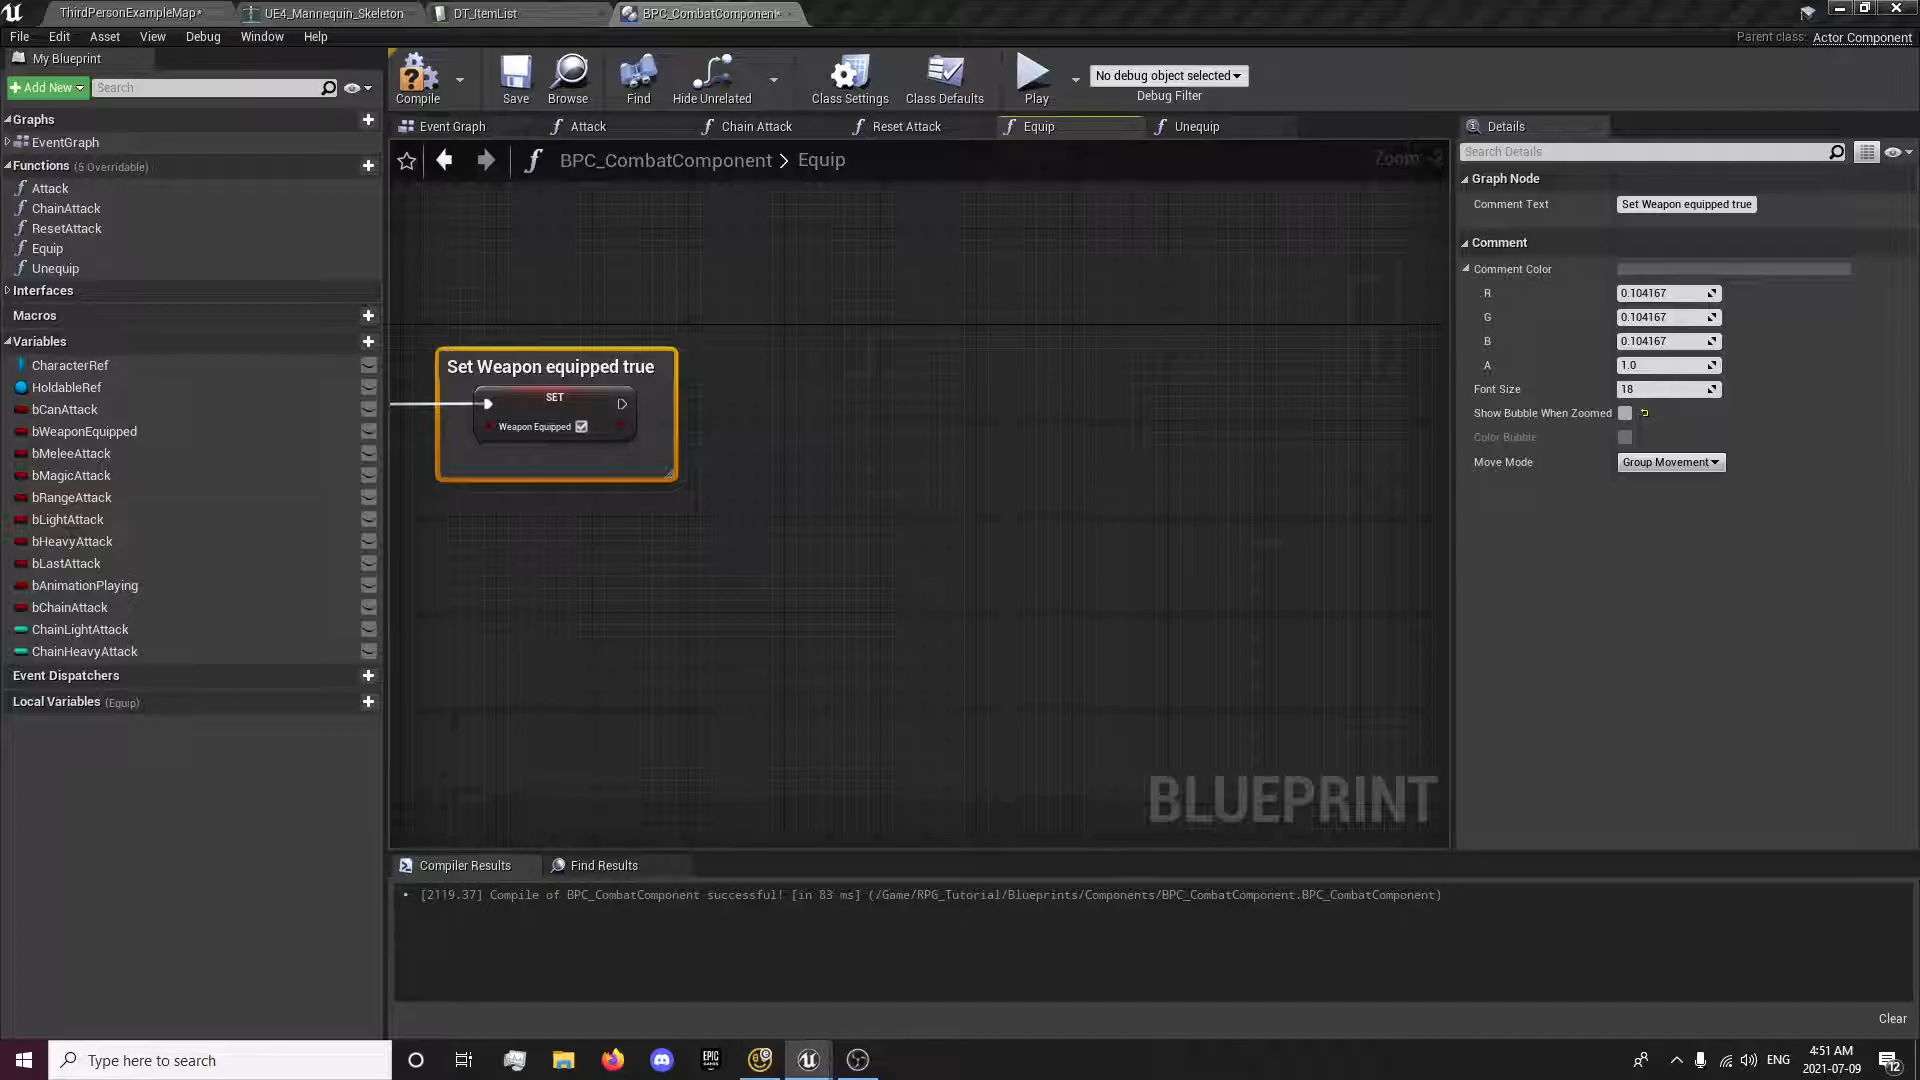 ThirdPersonExampleMap*
UE4_Mannequin_Skeleton
DT_ItemList
BPC_CombatComponent*
File Edit Asset View Debug Window Help
Parent class: Actor Component
My Blueprint
Add New
Search
Compile
Save
Browse
Find
Hide Unrelated
Class Settings
Class Defaults
Play
No debug object selected
Debug Filter
Graphs
EventGraph
Functions (5 Overridable)
Attack
ChainAttack
ResetAttack
Equip
Unequip
Interfaces
Macros
Variables
CharacterRef
HoldableRef
bCanAttack
bWeaponEquipped
bMeleeAttack
bMagicAttack
bRangeAttack
bLightAttack
bHeavyAttack
bLastAttack
bAnimationPlaying
bChainAttack
ChainLightAttack
ChainHeavyAttack
Event Dispatchers
Local Variables (Equip)
Event Graph
Attack
Chain Attack
Reset Attack
Equip
Unequip
BPC_CombatComponent > Equip
Zoom -2
Set Weapon equipped true
SET
Weapon Equipped
BLUEPRINT
Details
Search Details
Graph Node
Comment Text Set Weapon equipped true
Comment
Comment Color
R 0.104167
G 0.104167
B 0.104167
A 1.0
Font Size 18
Show Bubble When Zoomed
Color Bubble
Move Mode Group Movement
Compiler Results
Find Results
[2119.37] Compile of BPC_CombatComponent successful! [in 83 ms] (/Game/RPG_Tutorial/Blueprints/Components/BPC_CombatComponent.BPC_CombatComponent)
Clear
Type here to search
EPIC GAMES
ENG
4:51 AM
2021-07-09
12